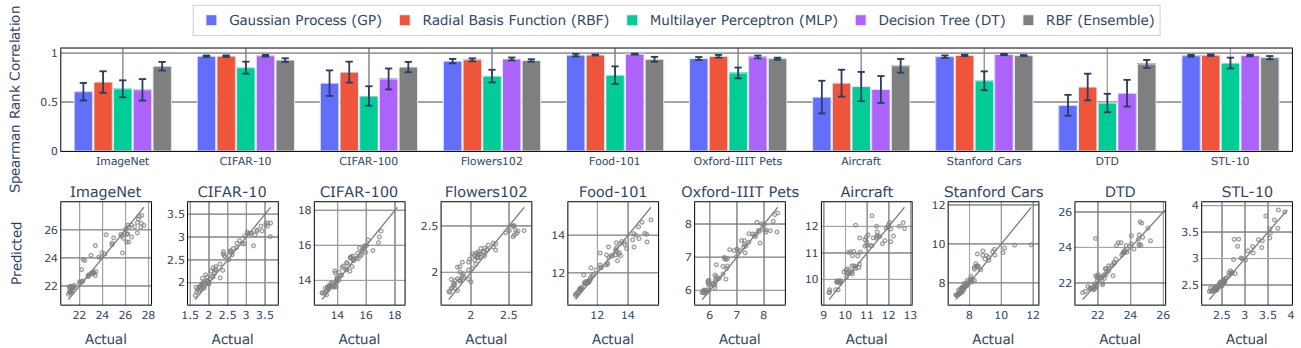 Gaussian Process (GP) Radial Basis Function (RBF) Multilayer Perceptron (MLP) Decision Tree (DT) RBF (Ensemble)
Spearman Rank Correlation
1
0.5
0
ImageNet CIFAR-10 CIFAR-100 Flowers102 Food-101 Oxford-IIIT Pets Aircraft Stanford Cars DTD STL-10
ImageNet CIFAR-10 CIFAR-100 Flowers102 Food-101 Oxford-IIIT Pets Aircraft Stanford Cars DTD STL-10
Predicted
26 24 22
3.5 3 2.5 2
18 16 14
2.5 2
14 12
8 7 6
12 11 10
12 10 8
26 24 22
4 3.5 3 2.5
22 24 26 28
1.5 2 2.5 3 3.5
14 16 18
2 2.5
12 14
6 7 8
9 10 11 12 13
8 10 12
22 24 26
2.5 3 3.5 4
Actual Actual Actual Actual Actual Actual Actual Actual Actual Actual